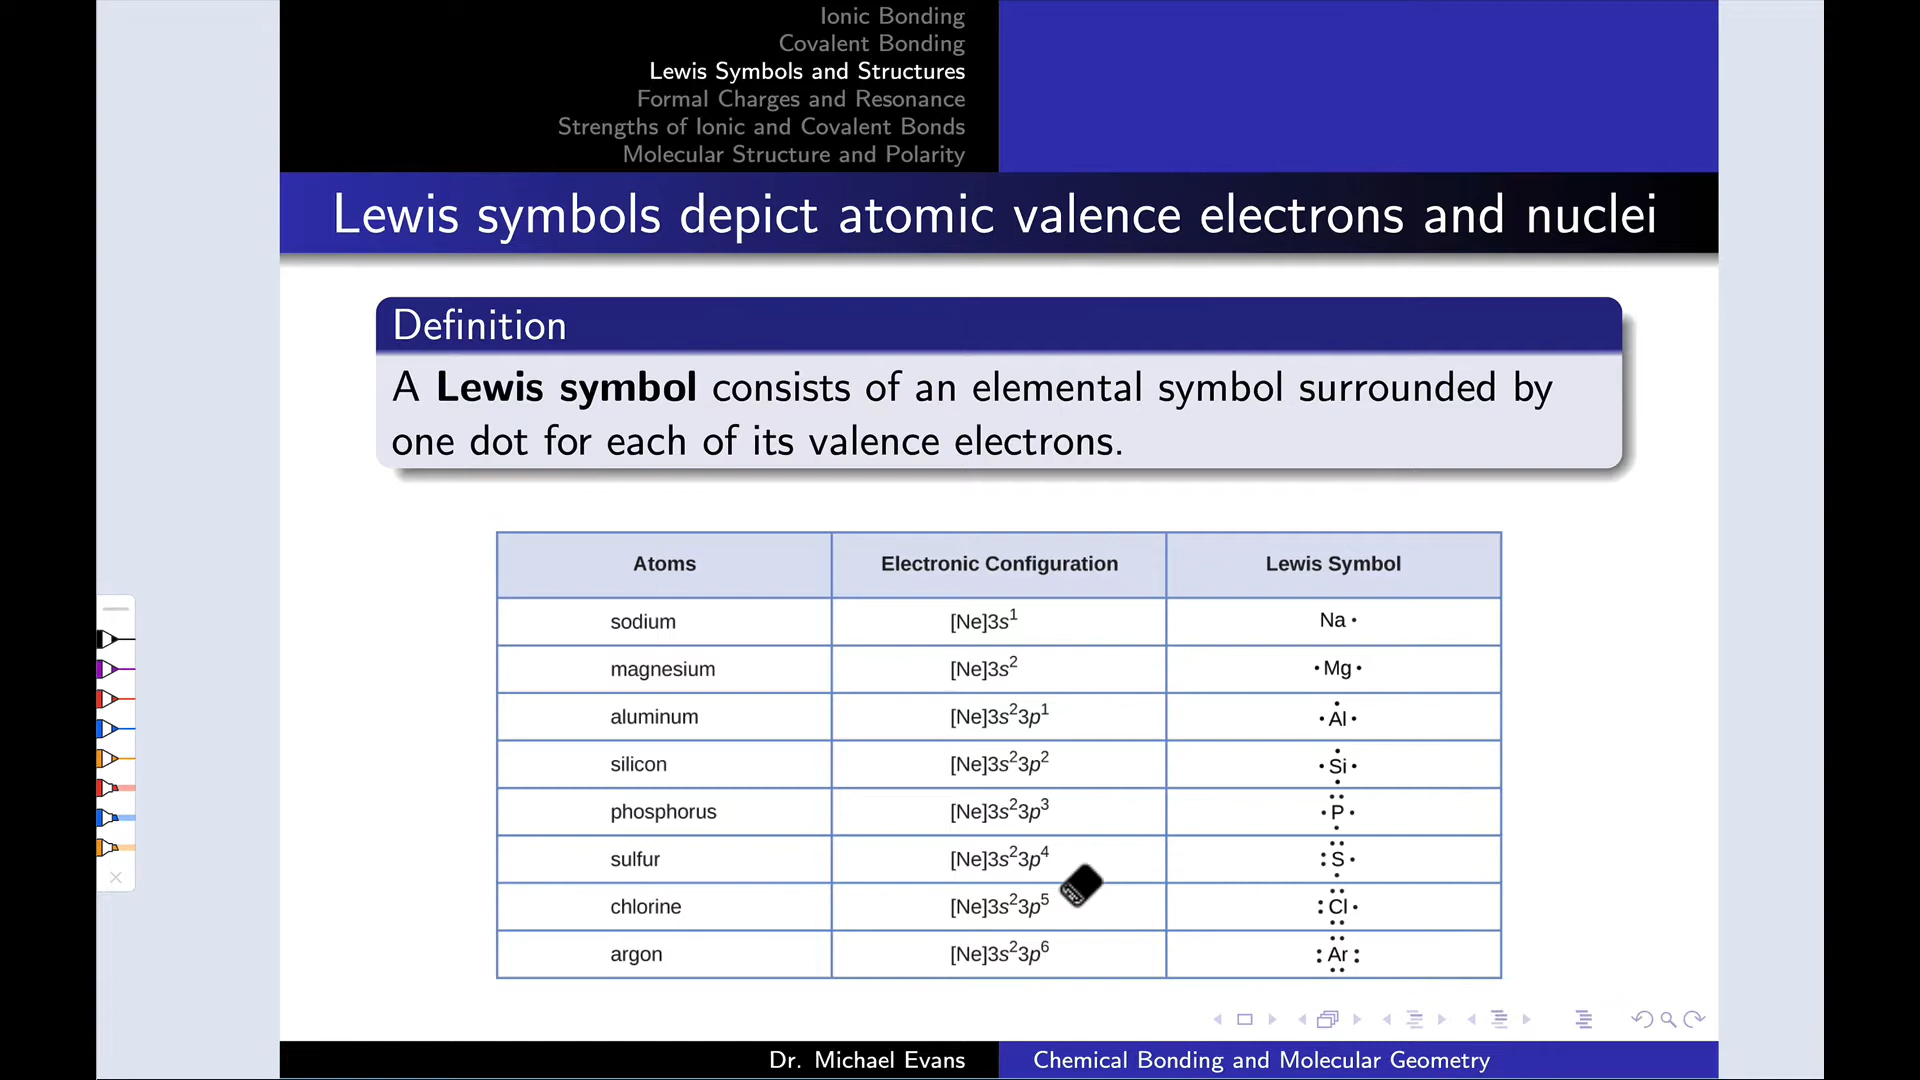 Ionic Bonding
Covalent Bonding
Lewis Symbols and Structures
Formal Charges and Resonance
Strengths of Ionic and Covalent Bonds
Molecular Structure and Polarity
Lewis symbols depict atomic valence electrons and nuclei
Definition
A Lewis symbol consists of an elemental symbol surrounded by
one dot for each of its valence electrons.
Atoms Electronic Configuration Lewis Symbol
sodium [Ne]3s¹ Na
magnesium [Ne]3s² Mg
aluminum [Ne]3s²3p¹ Al
silicon [Ne]3s²3p² Si
phosphorus [Ne]3s²3p³ P
sulfur [Ne]3s²3p⁴ S
chlorine [Ne]3s²3p⁵ Cl
argon [Ne]3s²3p⁶ Ar
Dr. Michael Evans Chemical Bonding and Molecular Geometry